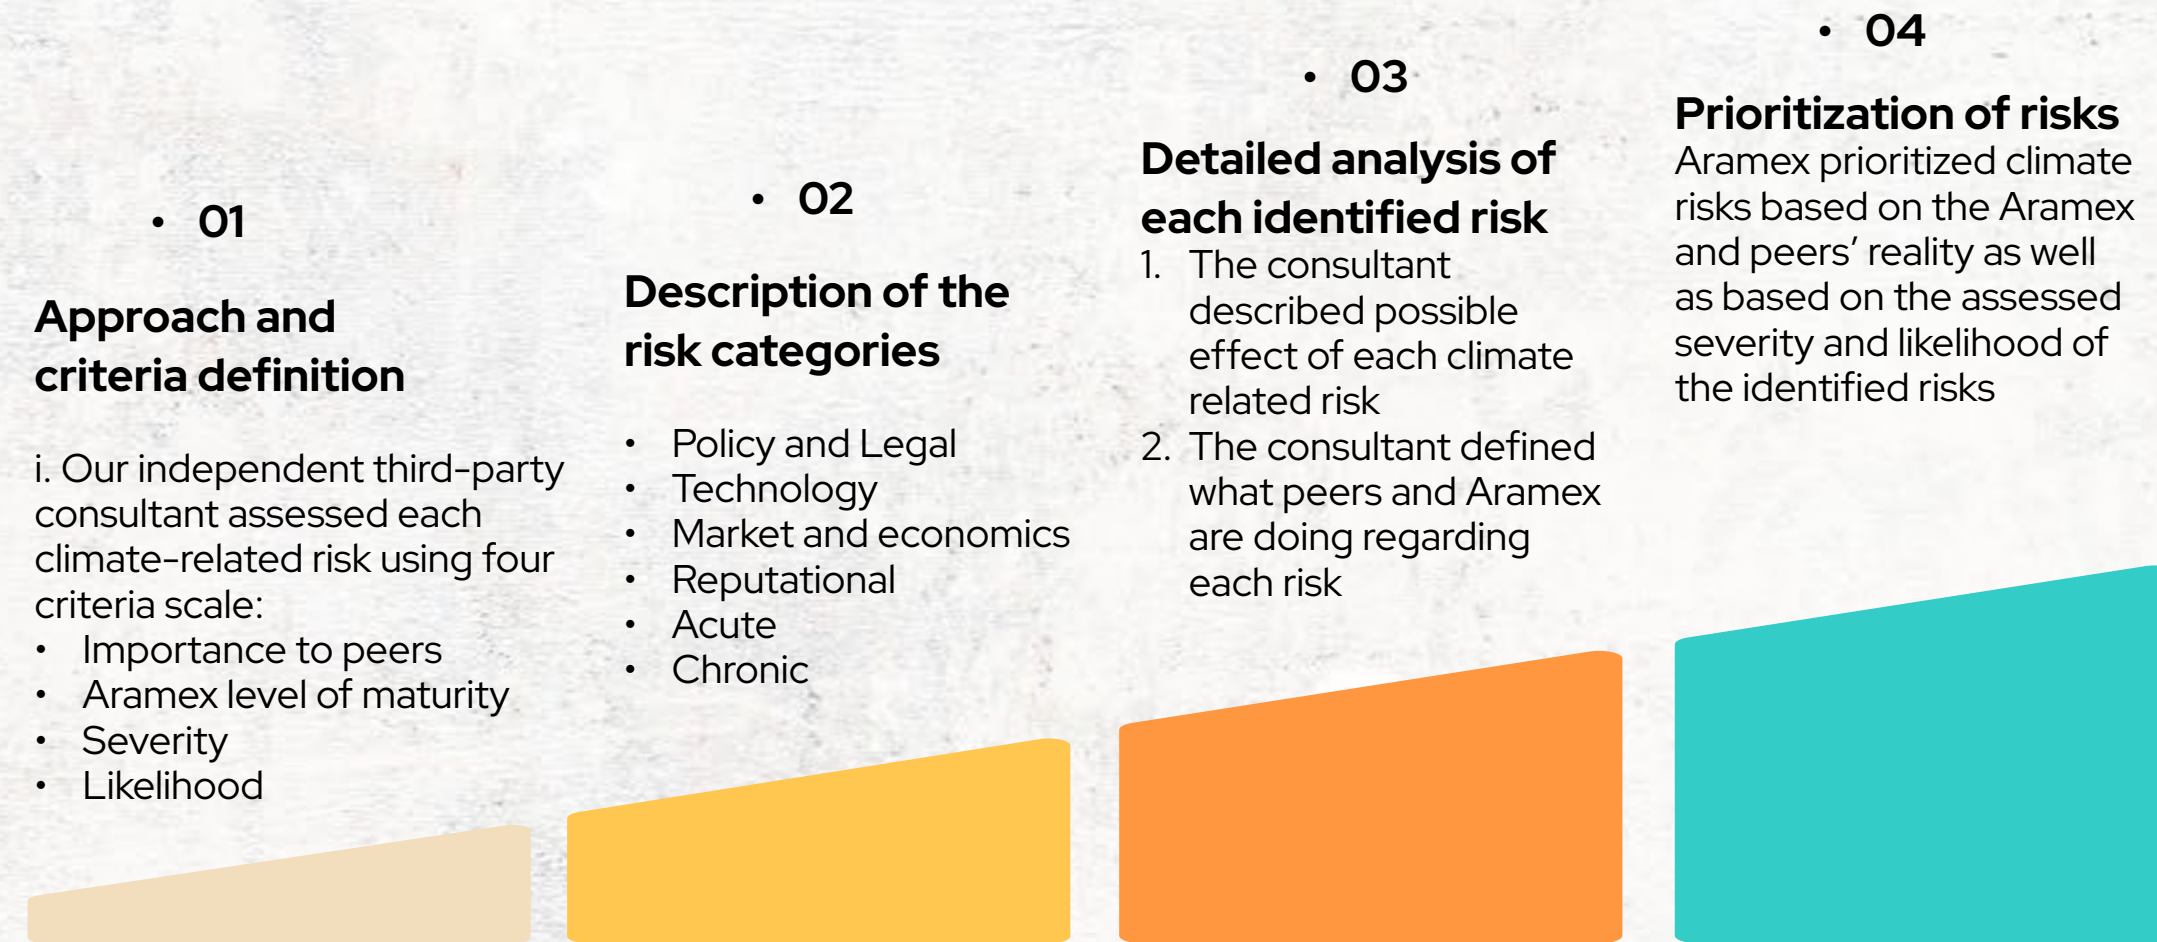 • 01
Approach and
criteria definition
i. Our independent third-party
consultant assessed each
climate-related risk using four
criteria scale:
• Importance to peers
• Aramex level of maturity
• Severity
• Likelihood
• 02
Description of the
risk categories
• Policy and Legal
• Technology
• Market and economics
• Reputational
• Acute
• Chronic
• 03
Detailed analysis of
each identified risk
1. The consultant
described possible
effect of each climate
related risk
2. The consultant defined
what peers and Aramex
are doing regarding
each risk
• 04
Prioritization of risks
Aramex prioritized climate
risks based on the Aramex
and peers’ reality as well
as based on the assessed
severity and likelihood of
the identified risks